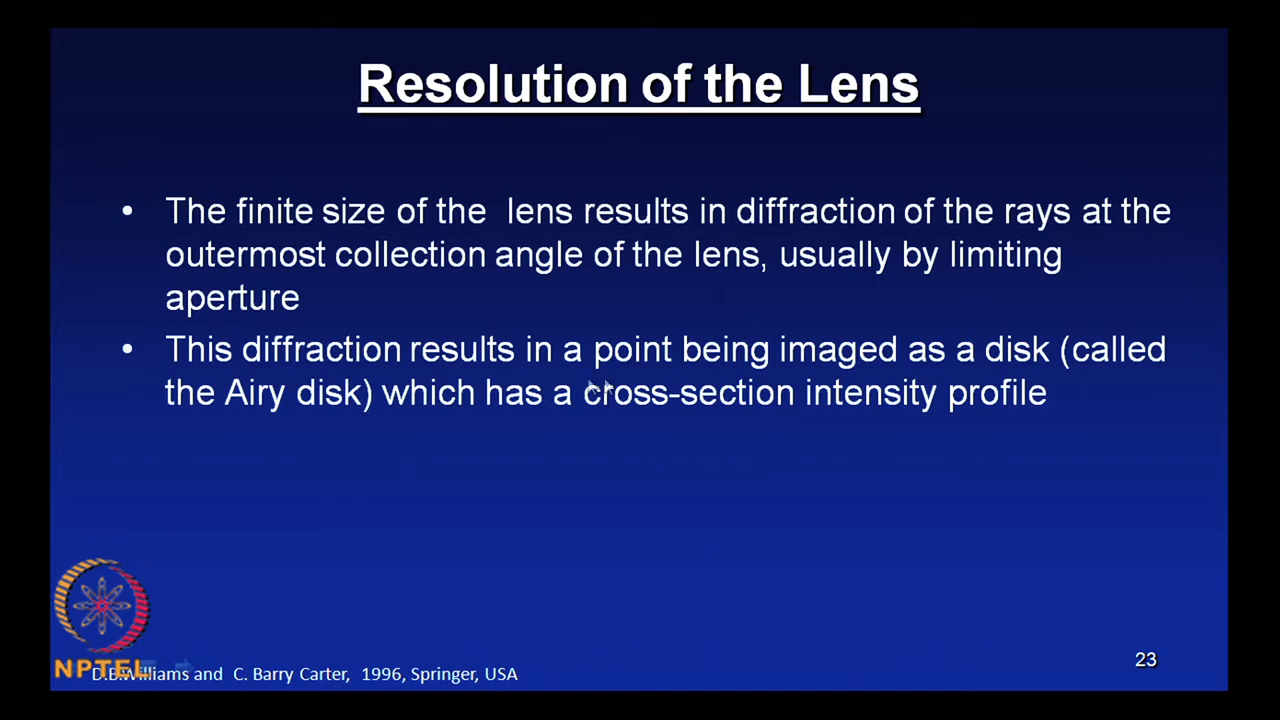 Resolution of the Lens
• The finite size of the lens results in diffraction of the rays at the
outermost collection angle of the lens, usually by limiting
aperture
• This diffraction results in a point being imaged as a disk (called
the Airy disk) which has a cross-section intensity profile
23
NPTEL
D.B.Williams and C. Barry Carter, 1996, Springer, USA